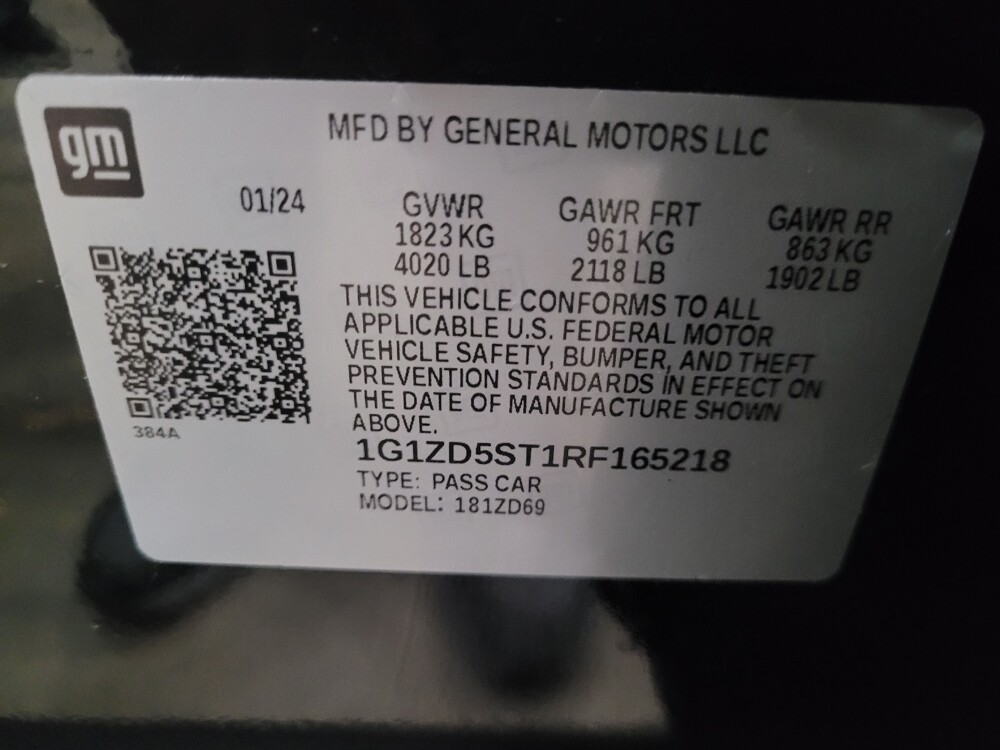 gm
MFD BY GENERAL MOTORS LLC
01/24 GVWR GAWR FRT GAWR RR
1823 KG 961 KG 863 KG
4020 LB 2118 LB 1902 LB
THIS VEHICLE CONFORMS TO ALL
APPLICABLE U.S. FEDERAL MOTOR
VEHICLE SAFETY, BUMPER, AND THEFT
PREVENTION STANDARDS IN EFFECT ON
THE DATE OF MANUFACTURE SHOWN
ABOVE.
384A
1G1ZD5ST1RF165218
TYPE: PASS CAR
MODEL: 181ZD69